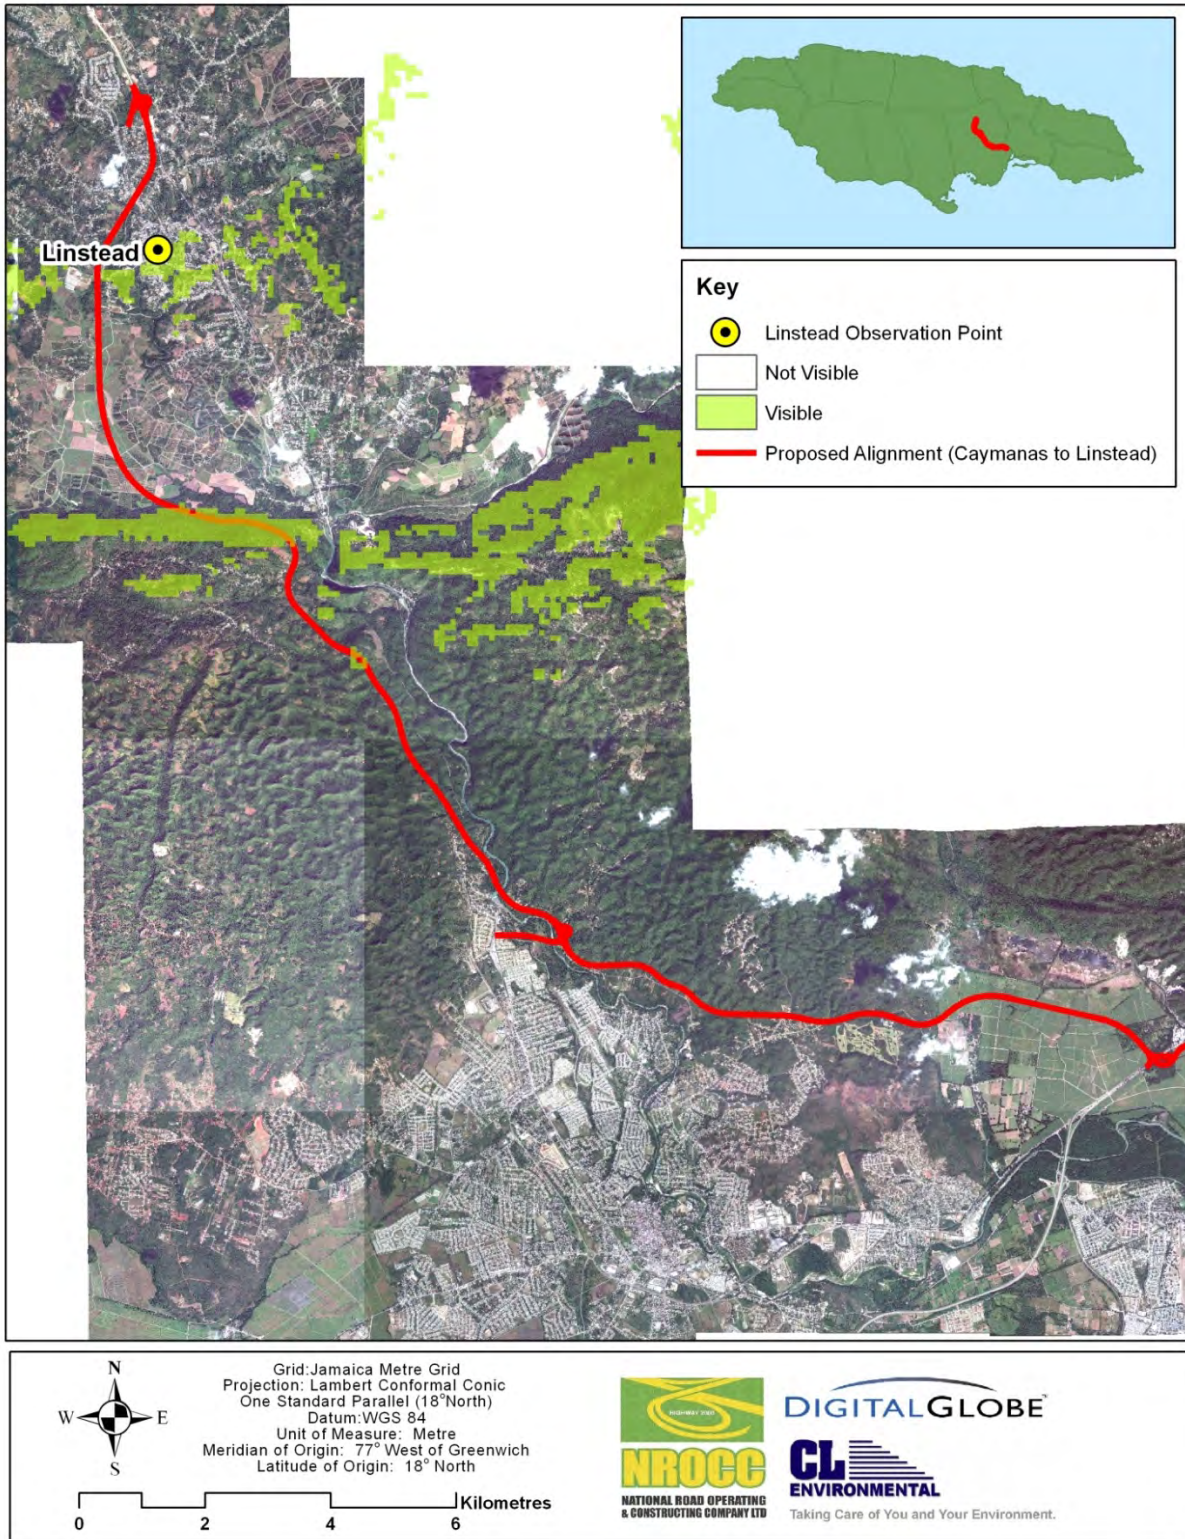 Linstead
Key
Linstead Observation Point
Not Visible
Visible
Proposed Alignment (Caymanas to Linstead)
N
W E
S
Grid:Jamaica Metre Grid
Projection: Lambert Conformal Conic
One Standard Parallel (18°North)
Datum:WGS 84
Unit of Measure: Metre
Meridian of Origin: 77° West of Greenwich
Latitude of Origin: 18° North
Kilometres
0 2 4 6
HIGHWAY 2000
NROCC
NATIONAL ROAD OPERATING
& CONSTRUCTING COMPANY LTD
DIGITALGLOBE
CL
ENVIRONMENTAL
Taking Care of You and Your Environment.